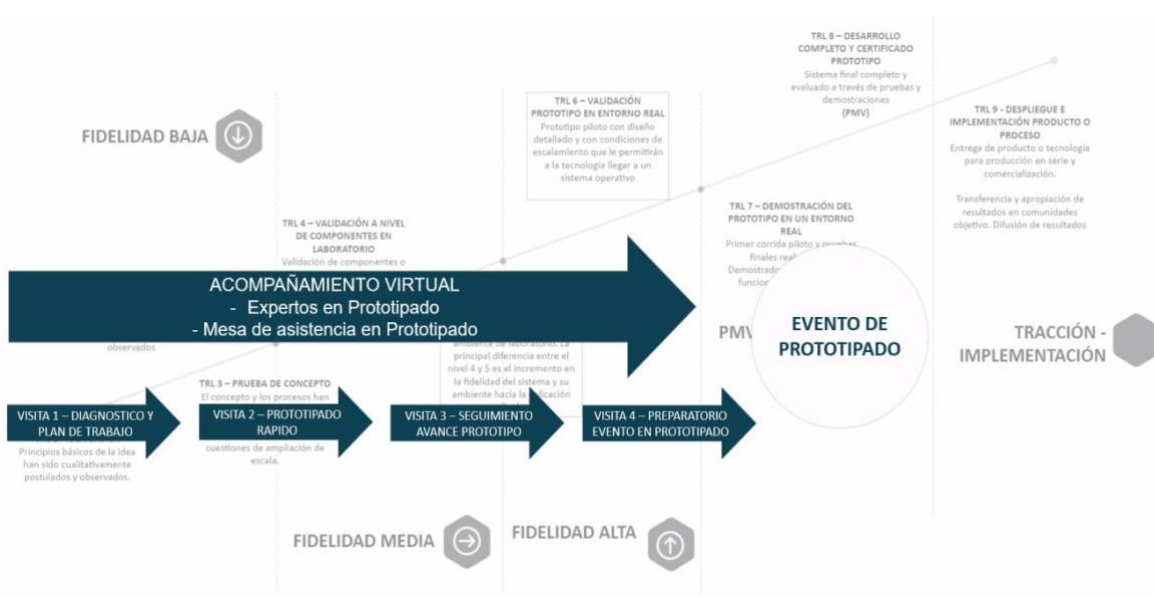 TRL 8 – DESARROLLO
COMPLETO Y CERTIFICADO
PROTOTIPO
Sistema final completo y
evaluado a través de pruebas y
demostraciones
(PMV)
TRL 6 – VALIDACIÓN
PROTOTIPO EN ENTORNO REAL
Prototipo piloto con diseño
detallado y con condiciones de
escalamiento que le permitirán
a la tecnología llegar a un
sistema operativo
TRL 9 - DESPLIEGUE E
IMPLEMENTACIÓN PRODUCTO O
PROCESO
Entrega de producto o tecnología
para producción en serie y
comercialización.
Transferencia y apropiación de
resultados en comunidades
objetivo. Difusión de resultados
FIDELIDAD BAJA
TRL 4 – VALIDACIÓN A NIVEL
DE COMPONENTES EN
LABORATORIO
Validación de componentes o
TRL 7 – DEMOSTRACIÓN DEL
PROTOTIPO EN UN ENTORNO
REAL
Primer corrida piloto y pruebas
finales
ACOMPAÑAMIENTO VIRTUAL
- Expertos en Prototipado
- Mesa de asistencia en Prototipado
PMV
EVENTO DE
PROTOTIPADO
TRACCIÓN -
IMPLEMENTACIÓN
observados
ambiente de laboratorio. La
principal diferencia entre el
nivel 4 y 5 es el incremento en
la fidelidad del sistema y su
ambiente hacia la
TRL 3 – PRUEBA DE CONCEPTO
El concepto y los procesos han
VISITA 1 – DIAGNOSTICO Y
PLAN DE TRABAJO
VISITA 2 – PROTOTIPADO
RAPIDO
VISITA 3 – SEGUIMIENTO
AVANCE PROTOTIPO
VISITA 4 – PREPARATORIO
EVENTO EN PROTOTIPADO
Principios básicos de la idea
han sido cualitativamente
postulados y observados.
cuestiones de ampliación de
escala.
FIDELIDAD MEDIA
FIDELIDAD ALTA